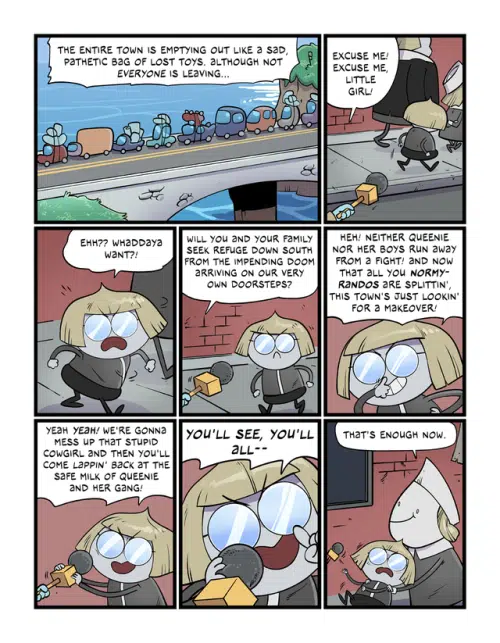 THE ENTIRE TOWN IS EMPTYING OUT LIKE A SAD,
PATHETIC BAG OF LOST TOYS. ALTHOUGH NOT
EVERYONE IS LEAVING...
EXCUSE ME!
EXCUSE ME,
LITTLE
GIRL!
EHH?? WHADDAYA
WANT?!
WILL YOU AND YOUR FAMILY
SEEK REFUGE DOWN SOUTH
FROM THE IMPENDING DOOM
ARRIVING ON OUR VERY
OWN DOORSTEPS?
HEH! NEITHER QUEENIE
NOR HER BOYS RUN AWAY
FROM A FIGHT! AND NOW
THAT ALL YOU NORMY-
RANDOS ARE SPLITTIN',
THIS TOWN'S JUST LOOKIN'
FOR A MAKEOVER!
YEAH YEAH! WE'RE GONNA
MESS UP THAT STUPID
COWGIRL AND THEN YOU'LL
COME LAPPIN' BACK AT THE
SAFE MILK OF QUEENIE
AND HER GANG!
YOU'LL SEE, YOU'LL
ALL--
THAT'S ENOUGH NOW.